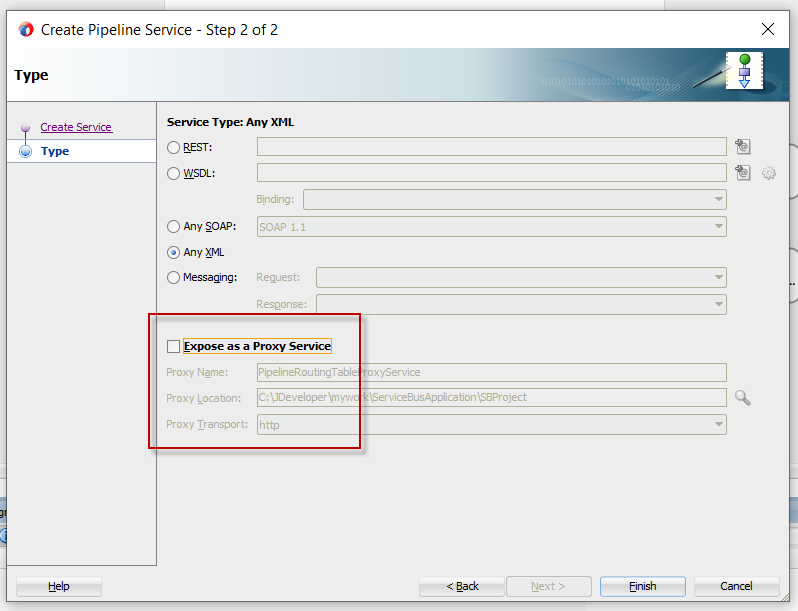 Create Pipeline Service - Step 2 of 2
Type
010101010101010101010101
01010101010
Create Service
Type
Service Type: Any XML
REST:
WSDL:
Binding:
Any SOAP: SOAP 1.1
Any XML
Messaging: Request:
Response:
Expose as a Proxy Service
Proxy Name: PipelineRoutingTableProxyService
Proxy Location: C:\JDeveloper\mywork\ServiceBusApplication\SBProject
Proxy Transport: http
Help < Back Next > Finish Cancel